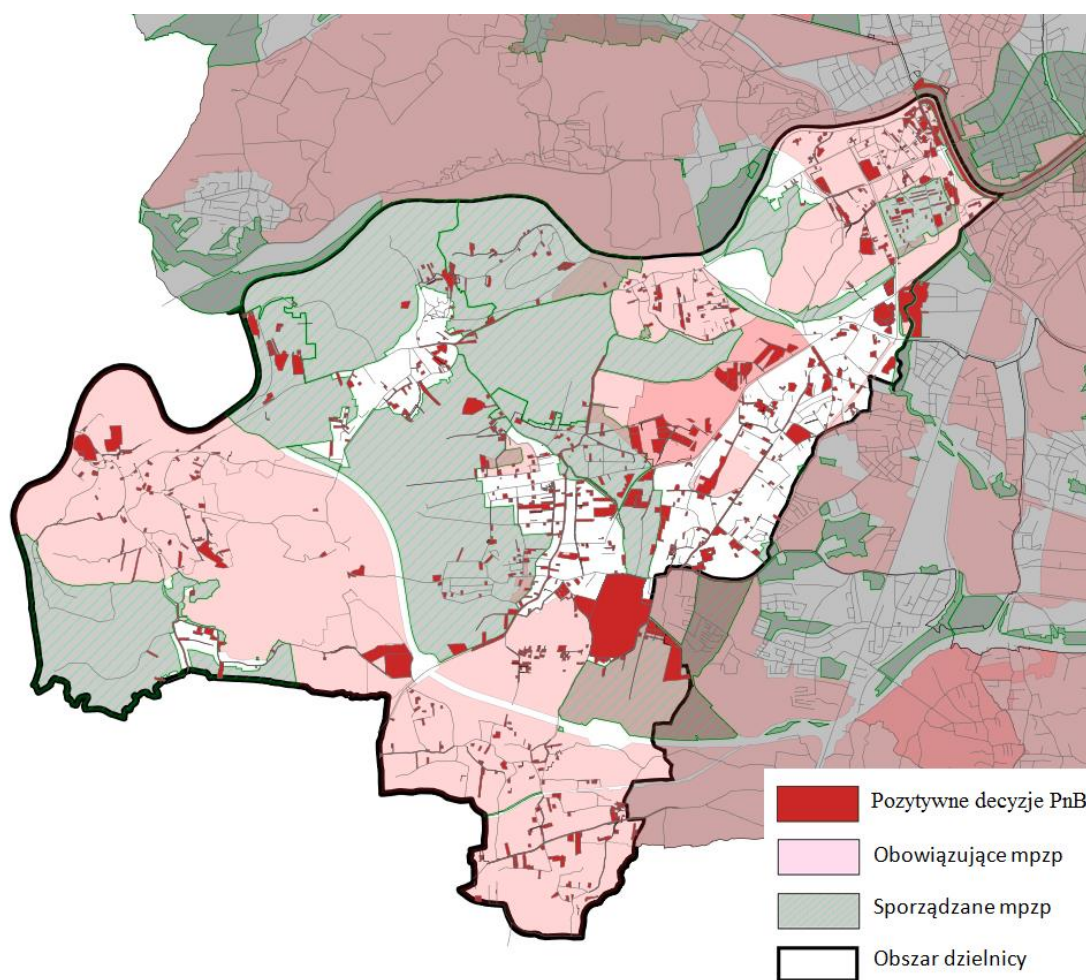 Pozytywne decyzje PnB
Obowiązujące mpzp
Sporządzane mpzp
Obszar dzielnicy